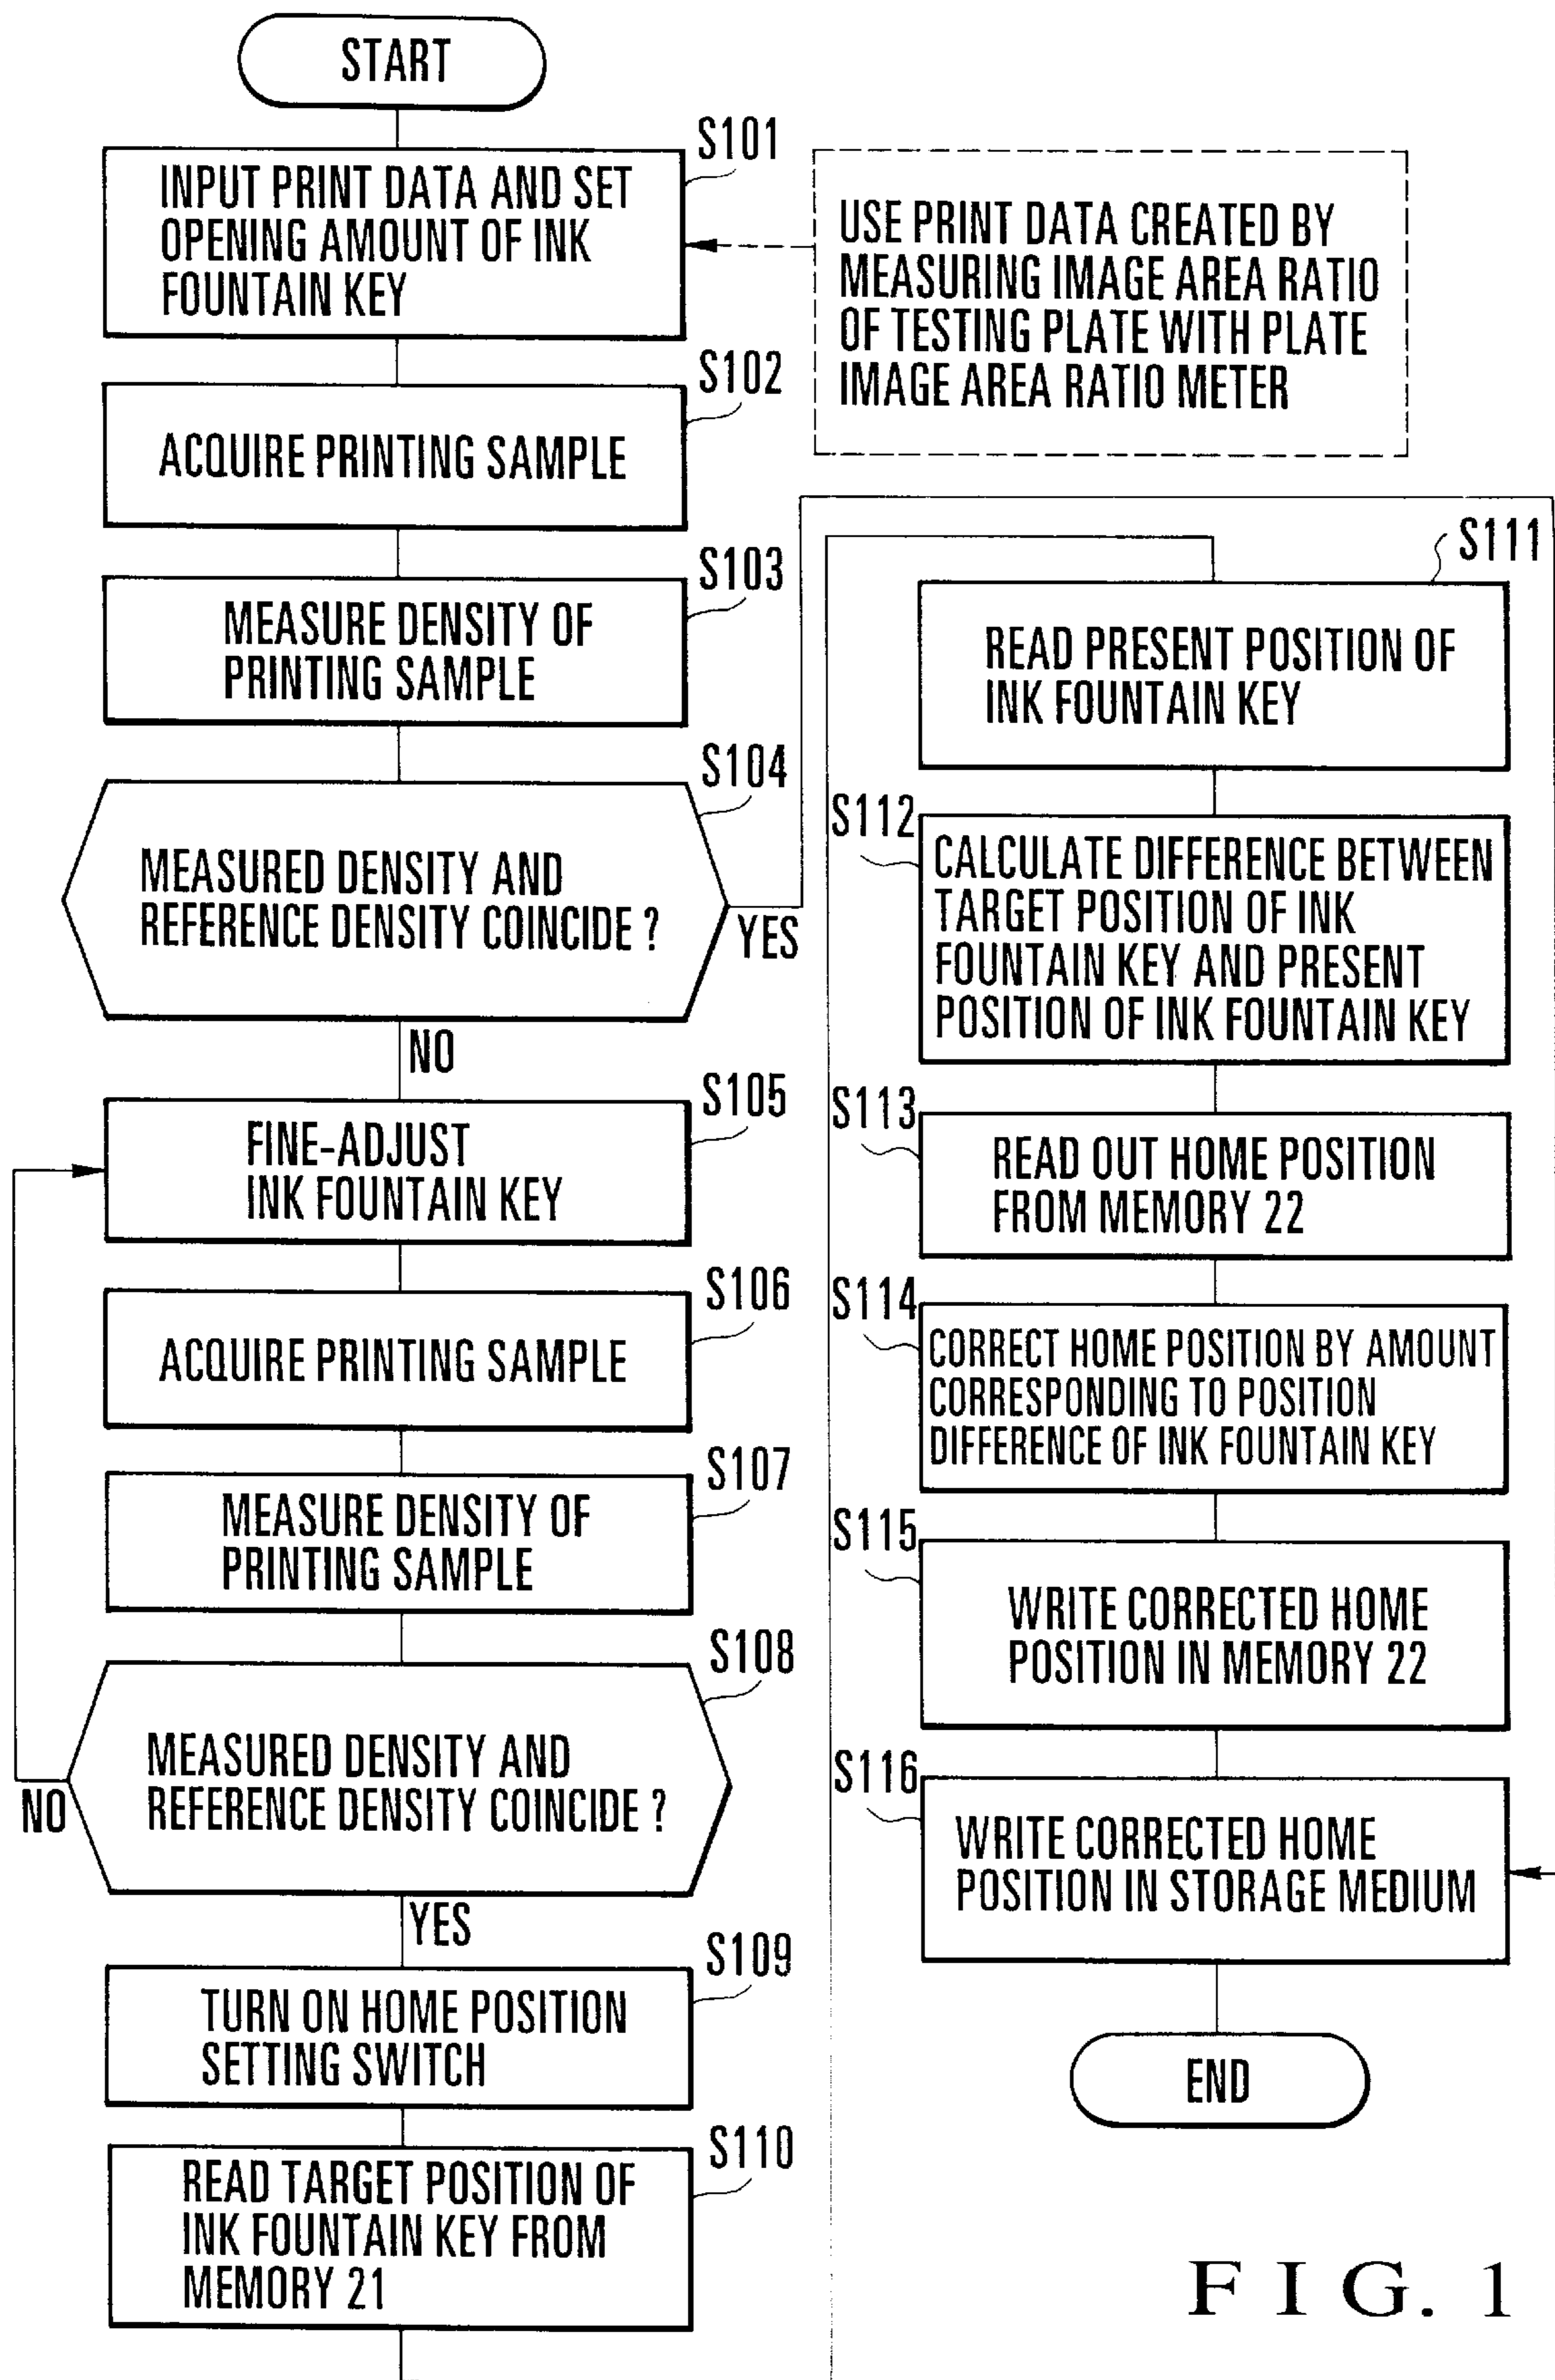 START
S101
INPUT PRINT DATA AND SET
OPENING AMOUNT OF INK
FOUNTAIN KEY
USE PRINT DATA CREATED BY
MEASURING IMAGE AREA RATIO
OF TESTING PLATE WITH PLATE
IMAGE AREA RATIO METER
S102
ACQUIRE PRINTING SAMPLE
S103
MEASURE DENSITY OF
PRINTING SAMPLE
S104
MEASURED DENSITY AND
REFERENCE DENSITY COINCIDE ?
YES
NO
S105
FINE-ADJUST
INK FOUNTAIN KEY
S106
ACQUIRE PRINTING SAMPLE
S107
MEASURE DENSITY OF
PRINTING SAMPLE
S108
MEASURED DENSITY AND
REFERENCE DENSITY COINCIDE ?
NO
YES
S109
TURN ON HOME POSITION
SETTING SWITCH
S110
READ TARGET POSITION OF
INK FOUNTAIN KEY FROM
MEMORY 21
S111
READ PRESENT POSITION OF
INK FOUNTAIN KEY
S112
CALCULATE DIFFERENCE BETWEEN
TARGET POSITION OF INK
FOUNTAIN KEY AND PRESENT
POSITION OF INK FOUNTAIN KEY
S113
READ OUT HOME POSITION
FROM MEMORY 22
S114
CORRECT HOME POSITION BY AMOUNT
CORRESPONDING TO POSITION
DIFFERENCE OF INK FOUNTAIN KEY
S115
WRITE CORRECTED HOME
POSITION IN MEMORY 22
S116
WRITE CORRECTED HOME
POSITION IN STORAGE MEDIUM
END
FIG. 1